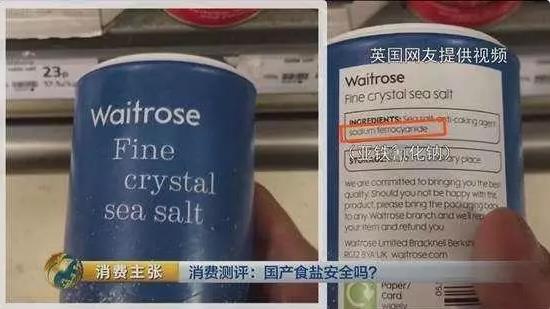 23p
Waitrose
Fine
crystal
sea salt
英国网友提供视频
Waitrose
Fine crystal sea salt
INGREDIENTS: Sea salt, anti-caking agent
sodium ferrocyanide
(亚铁氰化钠)
place
We are committed to bringing you the best
quality. Should you not be happy with this
product, please bring the packaging back
to any Waitrose branch and we'll
your item and refund you.
Waitrose Limited Bracknell
RG12 8YA UK waitrose.com
Paper/
Card
widely
消费主张
消费测评：国产食盐安全吗？